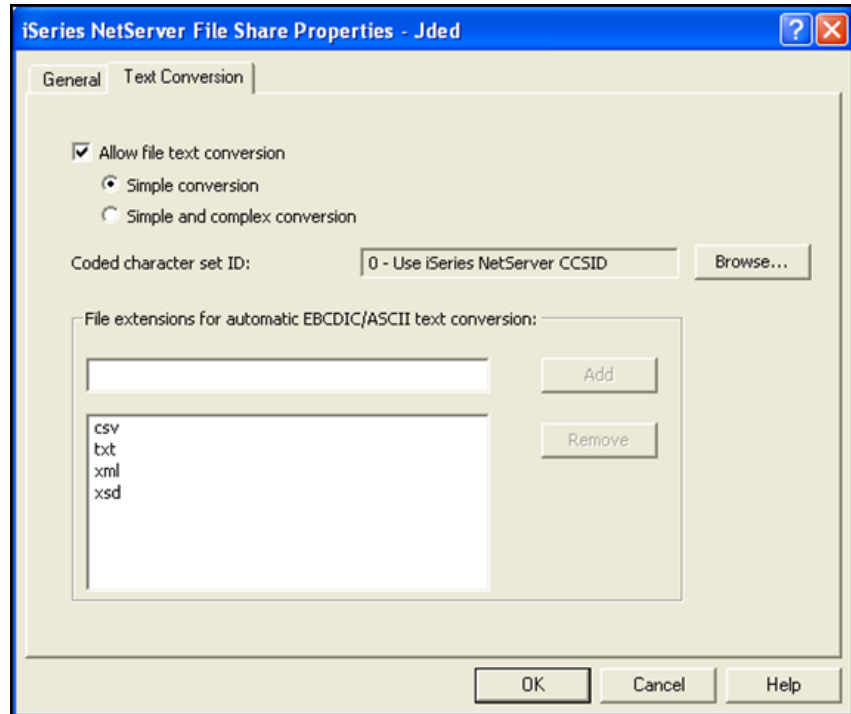 iSeries NetServer File Share Properties - Jded
General
Text Conversion
Allow file text conversion
Simple conversion
Simple and complex conversion
Coded character set ID:
0 - Use iSeries NetServer CCSID
Browse...
File extensions for automatic EBCDIC/ASCII text conversion:
Add
csv
txt
xml
xsd
Remove
OK
Cancel
Help